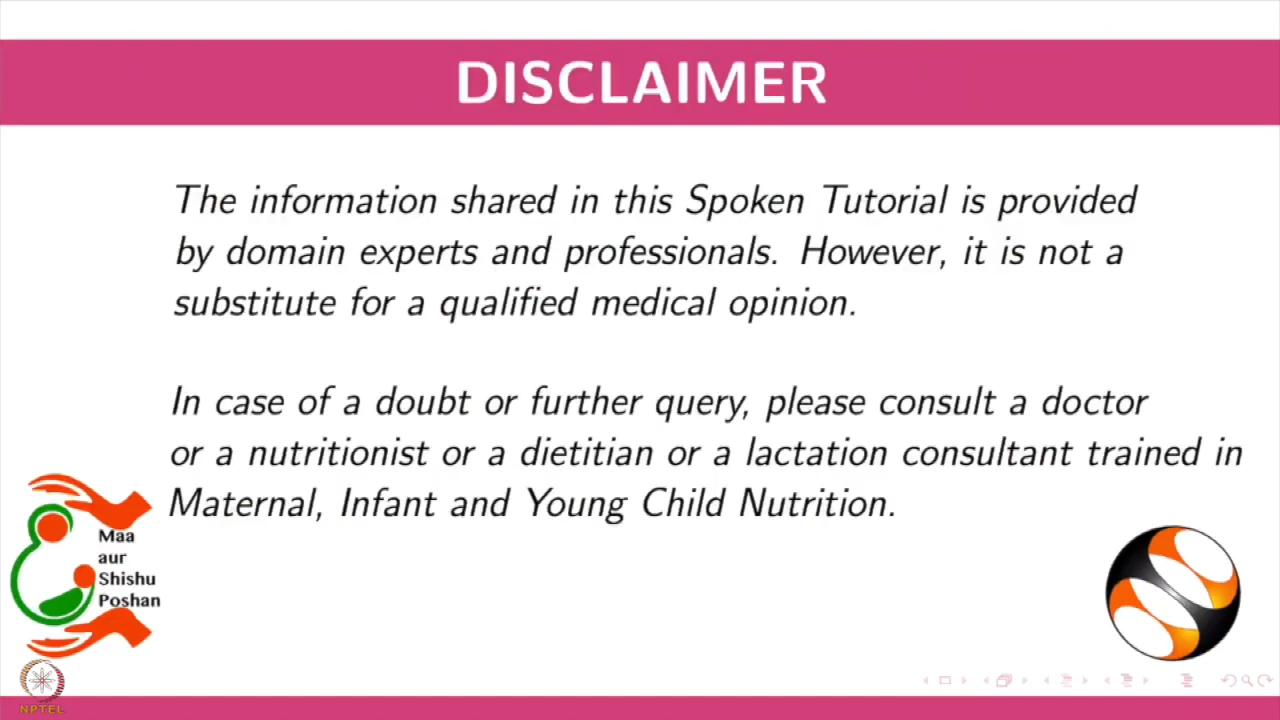 DISCLAIMER
The information shared in this Spoken Tutorial is provided
by domain experts and professionals. However, it is not a
substitute for a qualified medical opinion.
In case of a doubt or further query, please consult a doctor
or a nutritionist or a dietitian or a lactation consultant trained in
Maternal, Infant and Young Child Nutrition.
Maa
aur
Shishu
Poshan
NPTEL